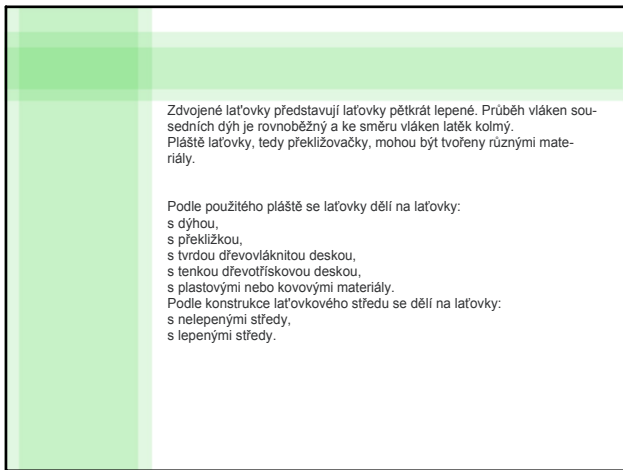 Zdvojené laťovky představují laťovky pětkrát lepené. Průběh vláken sou-
sedních dýh je rovnoběžný a ke směru vláken latěk kolmý.
Pláště laťovky, tedy překližovačky, mohou být tvořeny různými mate-
riály.
Podle použitého pláště se laťovky dělí na laťovky:
s dýhou,
s překližkou,
s tvrdou dřevovláknitou deskou,
s tenkou dřevotřískovou deskou,
s plastovými nebo kovovými materiály.
Podle konstrukce laťovkového středu se dělí na laťovky:
s nelepenými středy,
s lepenými středy.